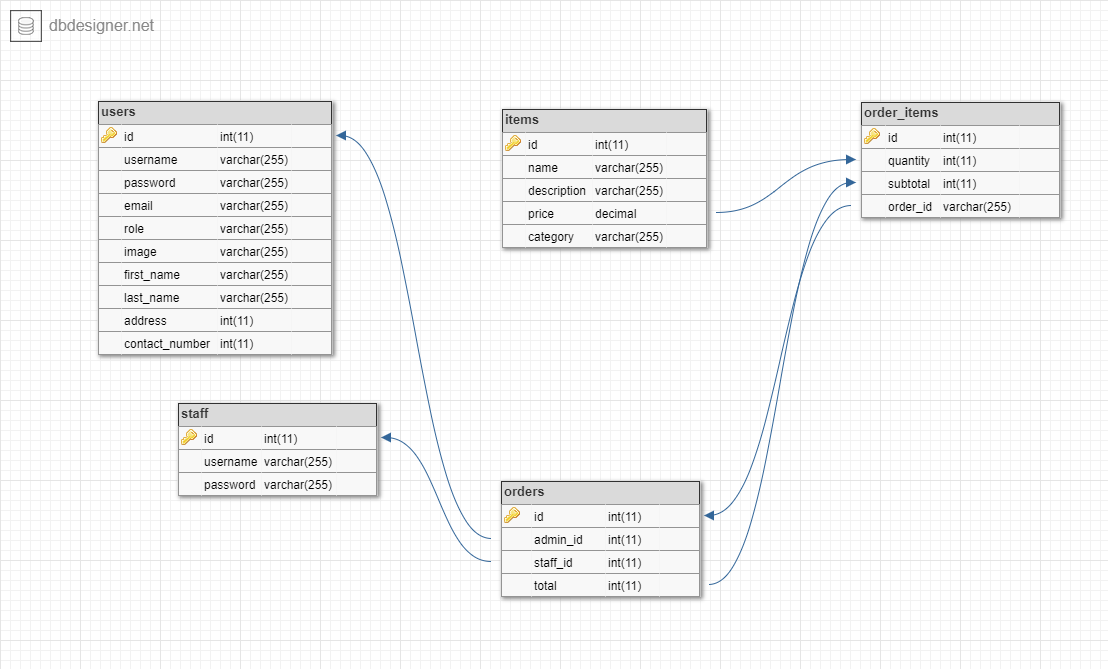 dbdesigner.net
users
id int(11)
username varchar(255)
password varchar(255)
email varchar(255)
role varchar(255)
image varchar(255)
first_name varchar(255)
last_name varchar(255)
address int(11)
contact_number int(11)
items
id int(11)
name varchar(255)
description varchar(255)
price decimal
category varchar(255)
order_items
id int(11)
quantity int(11)
subtotal int(11)
order_id varchar(255)
staff
id int(11)
username varchar(255)
password varchar(255)
orders
id int(11)
admin_id int(11)
staff_id int(11)
total int(11)